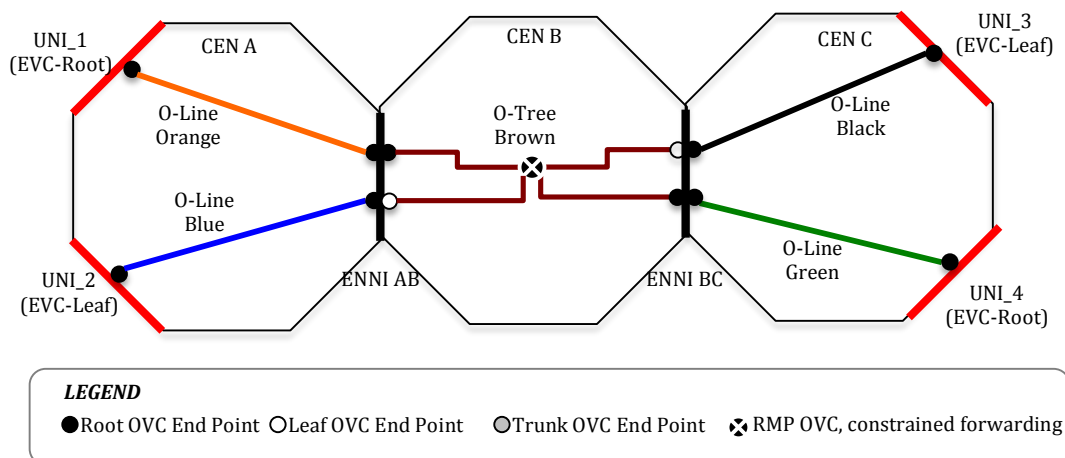 UNI_1
(EVC-Root)
CEN A
CEN B
CEN C
UNI_3
(EVC-Leaf)
O-Line
Orange
O-Tree
Brown
O-Line
Black
O-Line
Blue
O-Line
Green
UNI_2
(EVC-Leaf)
ENNI AB
ENNI BC
UNI_4
(EVC-Root)
LEGEND
Root OVC End Point
Leaf OVC End Point
Trunk OVC End Point
RMP OVC, constrained forwarding